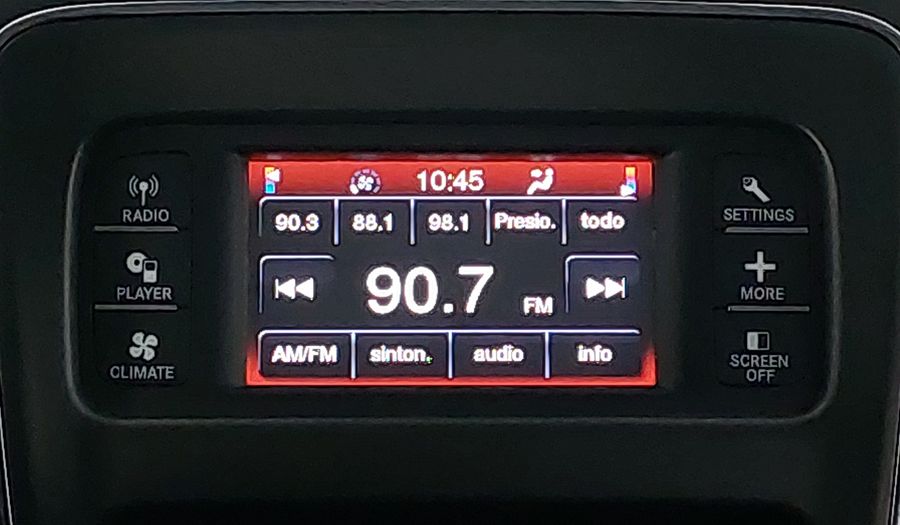 10:45
90.3 88.1 98.1 Presio. todo
90.7 FM
AM/FM sinton. audio info
RADIO
PLAYER
CLIMATE
SETTINGS
MORE
SCREEN
OFF